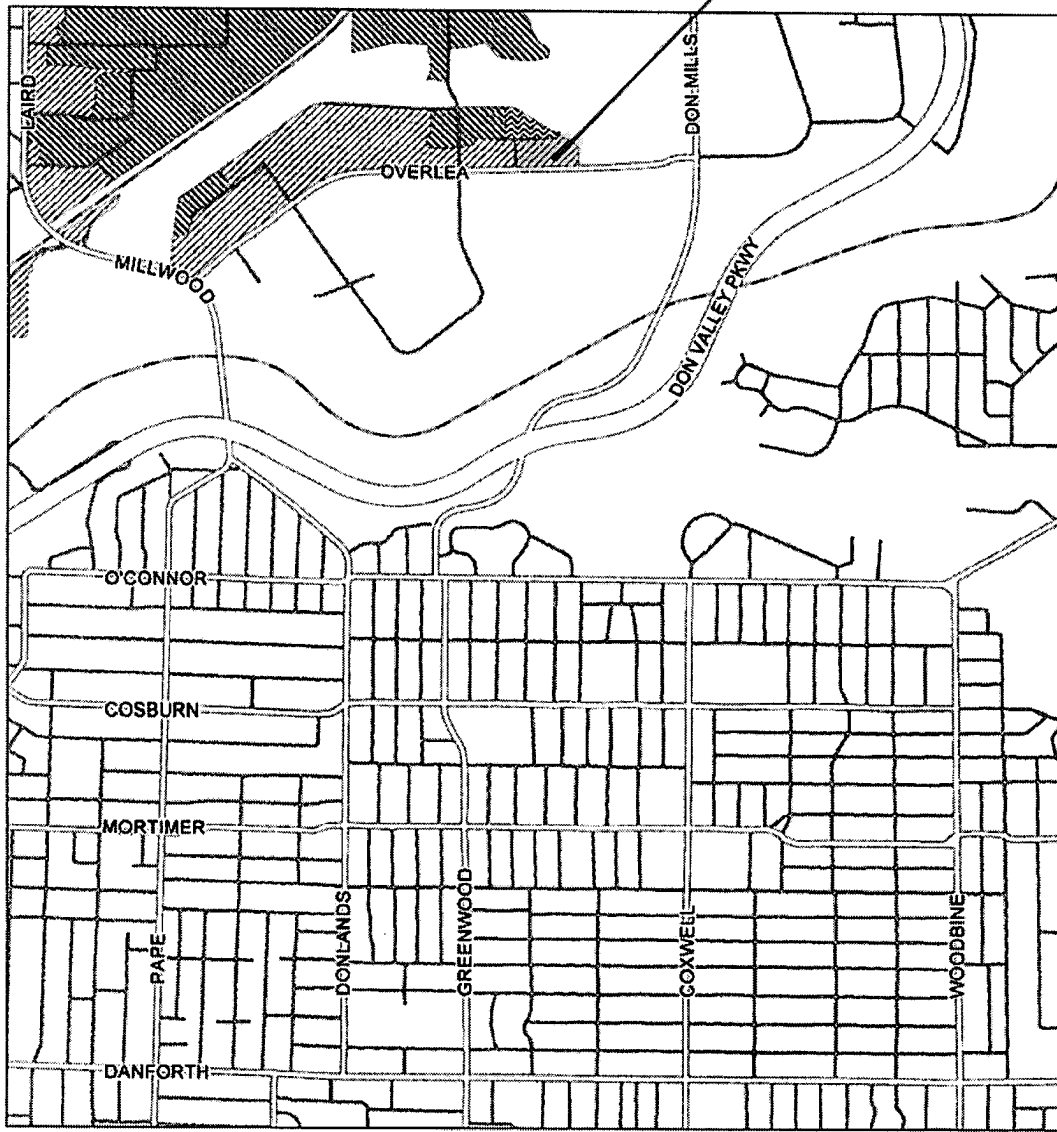 LAIRD
DON MILLS
OVERLEA
MILLWOOD
DON VALLEY PKWY
O'CONNOR
COSBURN
MORTIMER
PAPE
DONLANDS
GREENWOOD
COXWELL
WOODBINE
DANFORTH